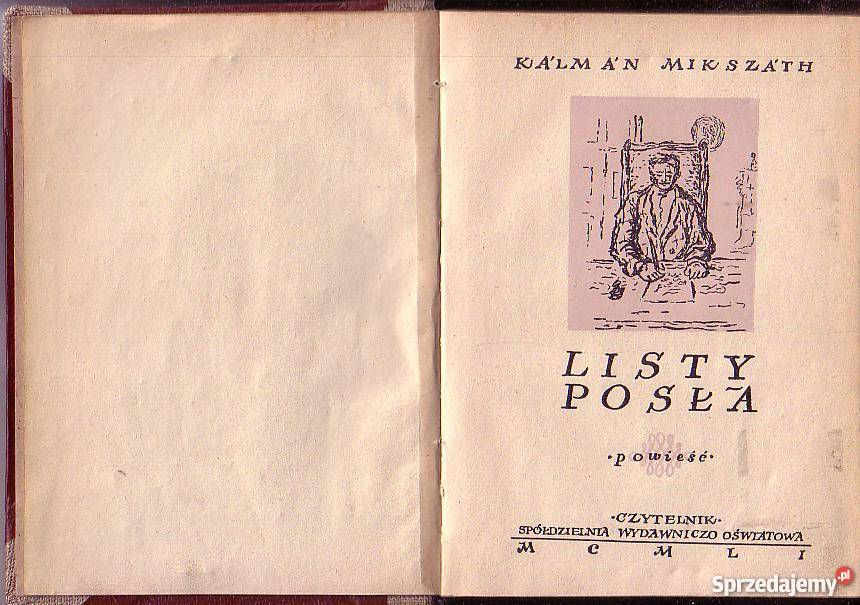 KÁLMÁN MIKSZÁTH
LISTY
POSŁA
·powieść·
·CZYTELNIK·
SPÓŁDZIELNIA WYDAWNICZO OŚWIATOWA
M C M L I
Sprzedajemy.pl